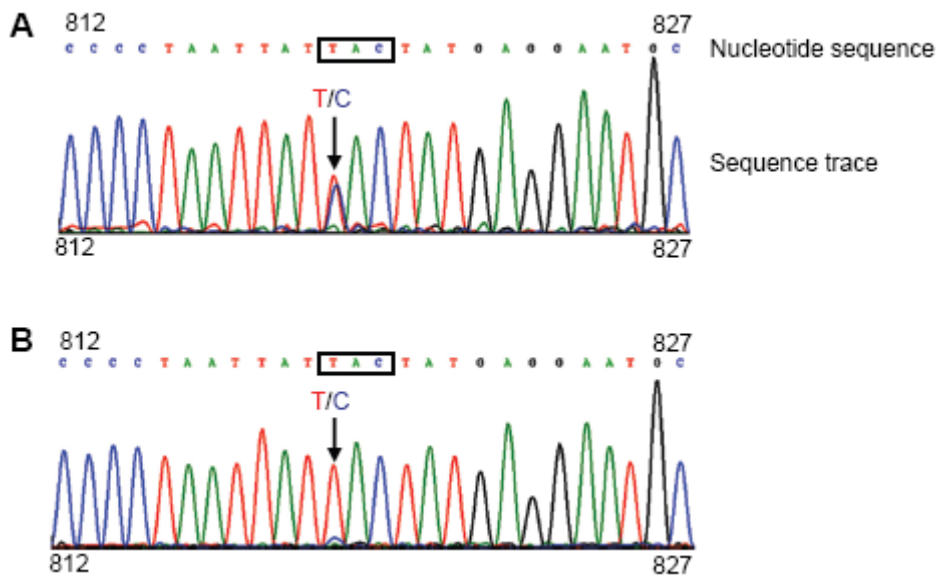 A
812 827
C C C C T A A T T A T T A C T A T G A G G A A T G C Nucleotide sequence
T/C
Sequence trace
812 827
B
812 827
C C C C T A A T T A T T A C T A T G A G G A A T G C
T/C
812 827